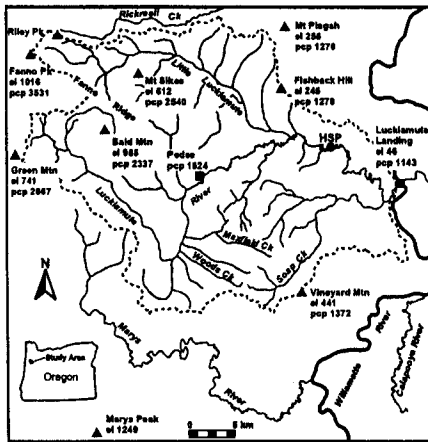 Rickreall Ck
Mt Pisgah
el 256
pcp 1276
Riley Pk
Fanno Pk
el 1016
pcp 3531
Fanno
Ridge
Mt Sikes
el 612
pcp 2540
Little
Luckiamute
Fishback Hill
el 245
pcp 1270
Bald Mtn
el 985
pcp 2337
HSP
Luckiamute
Landing
el 46
pcp 1143
Pedee
pcp 1524
River
Green Mtn
el 741
pcp 2667
Luckiamute
Maxfield Ck
Woods Ck
Soap Ck
N
Vineyard Mtn
el 441
pcp 1372
Marys
River
Study Area
Oregon
Willamette
River
Calapooya River
Marys Peak
el 1249
0
5 km